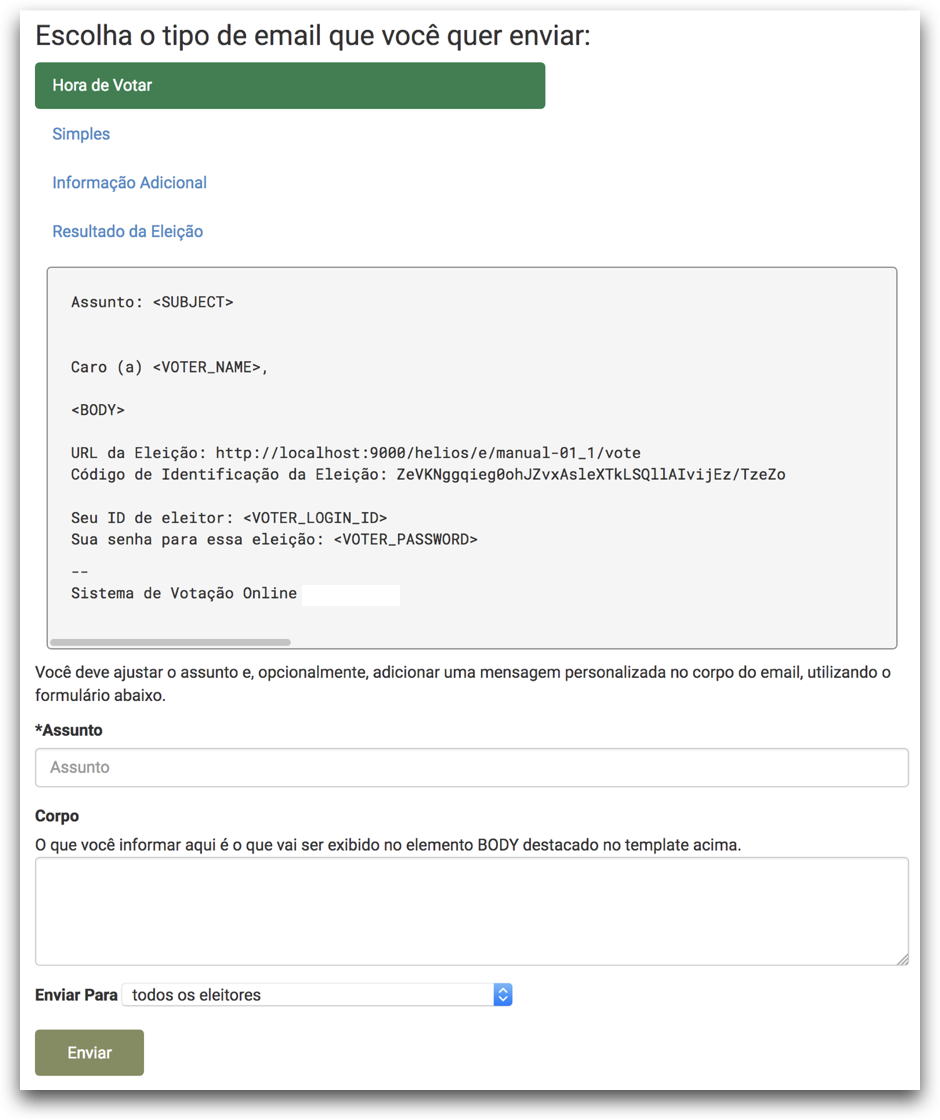 Escolha o tipo de email que você quer enviar:
Hora de Votar
Simples
Informação Adicional
Resultado da Eleição
Assunto: <SUBJECT>
Caro (a) <VOTER_NAME>,
<BODY>
URL da Eleição: http://localhost:9000/helios/e/manual-01_1/vote
Código de Identificação da Eleição: ZeVKNggqieg0ohJZvxAsleXTkLSQllAIvijEz/TzeZo
Seu ID de eleitor: <VOTER_LOGIN_ID>
Sua senha para essa eleição: <VOTER_PASSWORD>
--
Sistema de Votação Online
Você deve ajustar o assunto e, opcionalmente, adicionar uma mensagem personalizada no corpo do email, utilizando o
formulário abaixo.
*Assunto
Assunto
Corpo
O que você informar aqui é o que vai ser exibido no elemento BODY destacado no template acima.
Enviar Para todos os eleitores
Enviar